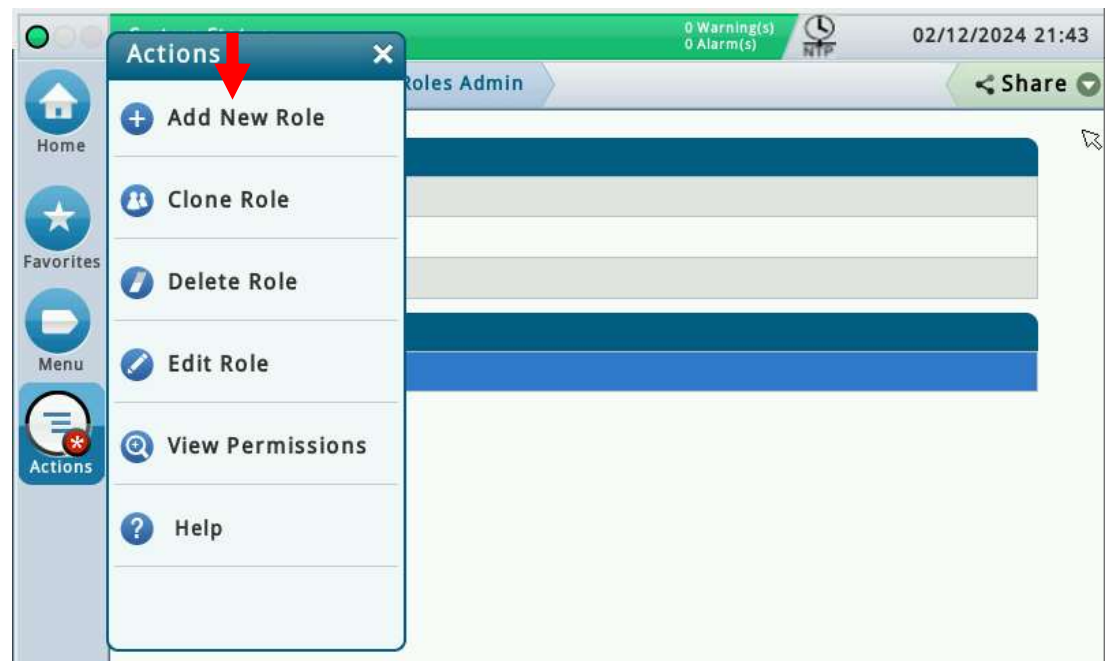 0 Warning(s)
0 Alarm(s)
NTP
02/12/2024 21:43
Actions
Roles Admin
Share
Home
Add New Role
Clone Role
Favorites
Delete Role
Menu
Edit Role
View Permissions
Actions
Help